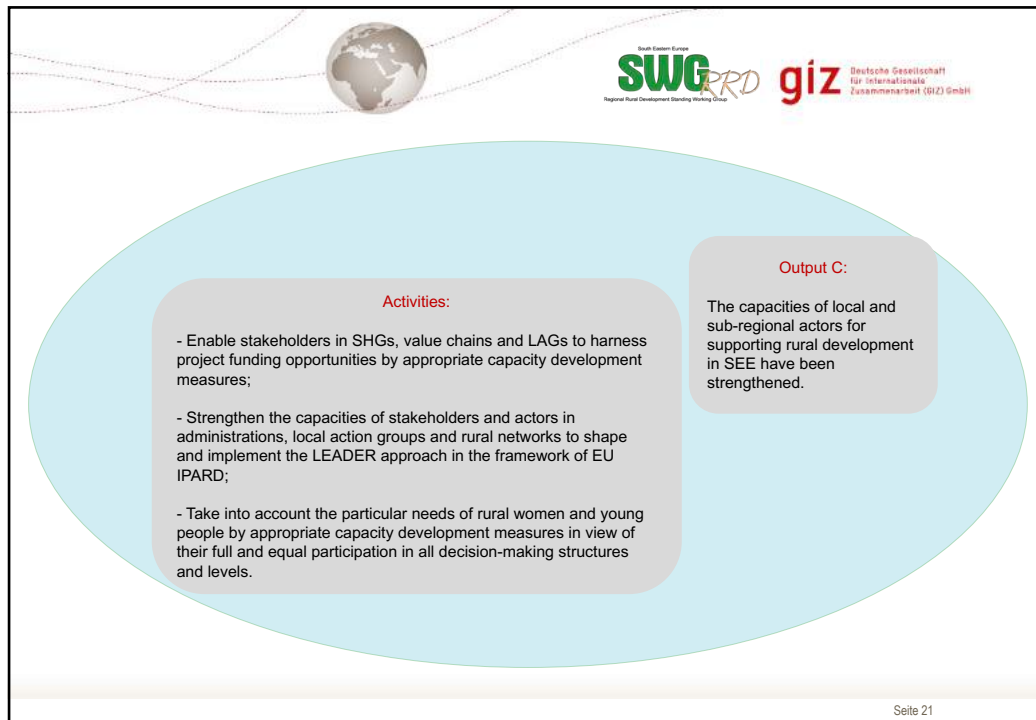 South Eastern Europe
SWG RRD
Regional Rural Development Standing Working Group
giz
Deutsche Gesellschaft
für Internationale
Zusammenarbeit (GIZ) GmbH
Activities:
- Enable stakeholders in SHGs, value chains and LAGs to harness
project funding opportunities by appropriate capacity development
measures;
- Strengthen the capacities of stakeholders and actors in
administrations, local action groups and rural networks to shape
and implement the LEADER approach in the framework of EU
IPARD;
- Take into account the particular needs of rural women and young
people by appropriate capacity development measures in view of
their full and equal participation in all decision-making structures
and levels.
Output C:
The capacities of local and
sub-regional actors for
supporting rural development
in SEE have been
strengthened.
Seite 21